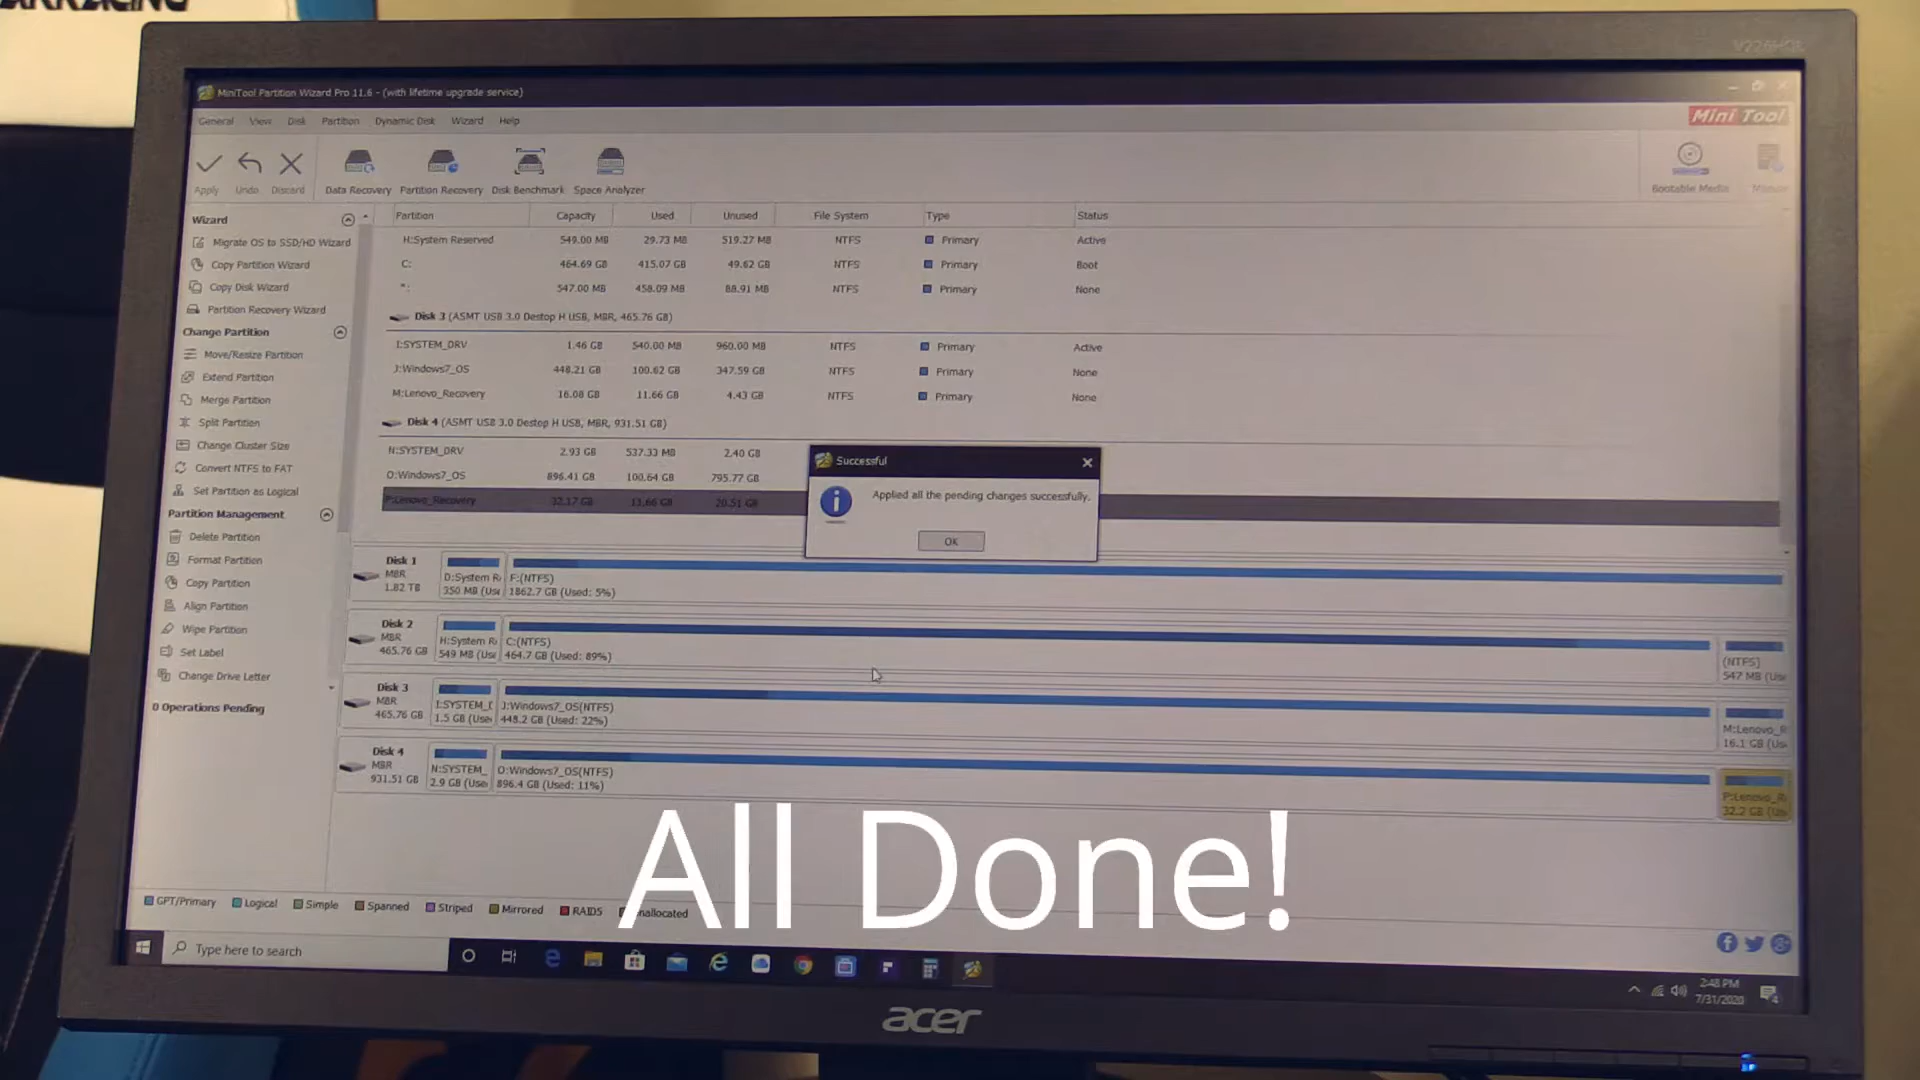 V226HQL
MiniTool Partition Wizard Pro 11.6 - (with lifetime upgrade service)
General View Disk Partition Dynamic Disk Wizard Help
Mini Tool
Apply Undo Discard Data Recovery Partition Recovery Disk Benchmark Space Analyzer Bootable Media
Partition Capacity Used Unused File System Type Status
H:System Reserved 549.00 MB 29.73 MB 519.27 MB NTFS Primary Active
C: 464.69 GB 415.07 GB 49.62 GB NTFS Primary Boot
*: 547.00 MB 458.09 MB 88.91 MB NTFS Primary None
Disk 3 (ASMT USB 3.0 Destop H USB, MBR, 465.76 GB)
I:SYSTEM_DRV 1.46 GB 540.00 MB 960.00 MB NTFS Primary Active
J:Windows7_OS 448.21 GB 100.62 GB 347.59 GB NTFS Primary None
M:Lenovo_Recovery 16.08 GB 11.66 GB 4.43 GB NTFS Primary None
Disk 4 (ASMT USB 3.0 Destop H USB, MBR, 931.51 GB)
N:SYSTEM_DRV 2.93 GB 537.33 MB 2.40 GB
O:Windows7_OS 896.41 GB 100.64 GB 795.77 GB
P:Lenovo_Recovery 32.17 GB 11.66 GB 20.51 GB
Wizard
Migrate OS to SSD/HD Wizard
Copy Partition Wizard
Copy Disk Wizard
Partition Recovery Wizard
Change Partition
Move/Resize Partition
Extend Partition
Merge Partition
Split Partition
Change Cluster Size
Convert NTFS to FAT
Set Partition as Logical
Partition Management
Delete Partition
Format Partition
Copy Partition
Align Partition
Wipe Partition
Set Label
Change Drive Letter
0 Operations Pending
Successful
Applied all the pending changes successfully.
OK
Disk 1
MBR
1.82 TB
D:System R
350 MB (Use
F:(NTFS)
1862.7 GB (Used: 5%)
Disk 2
MBR
465.76 GB
H:System R
549 MB (Use
C:(NTFS)
464.7 GB (Used: 89%)
(NTFS)
547 MB (Use
Disk 3
MBR
465.76 GB
I:SYSTEM_D
1.5 GB (Use
J:Windows7_OS(NTFS)
448.2 GB (Used: 22%)
M:Lenovo_R
16.1 GB (Us
Disk 4
MBR
931.51 GB
N:SYSTEM_
2.9 GB (Use
O:Windows7_OS(NTFS)
896.4 GB (Used: 11%)
P:Lenovo_R
32.2 GB (Us
All Done!
GPT/Primary Logical Simple Spanned Striped Mirrored RAID5 nallocated
Type here to search
2:48 PM
7/31/2020
acer